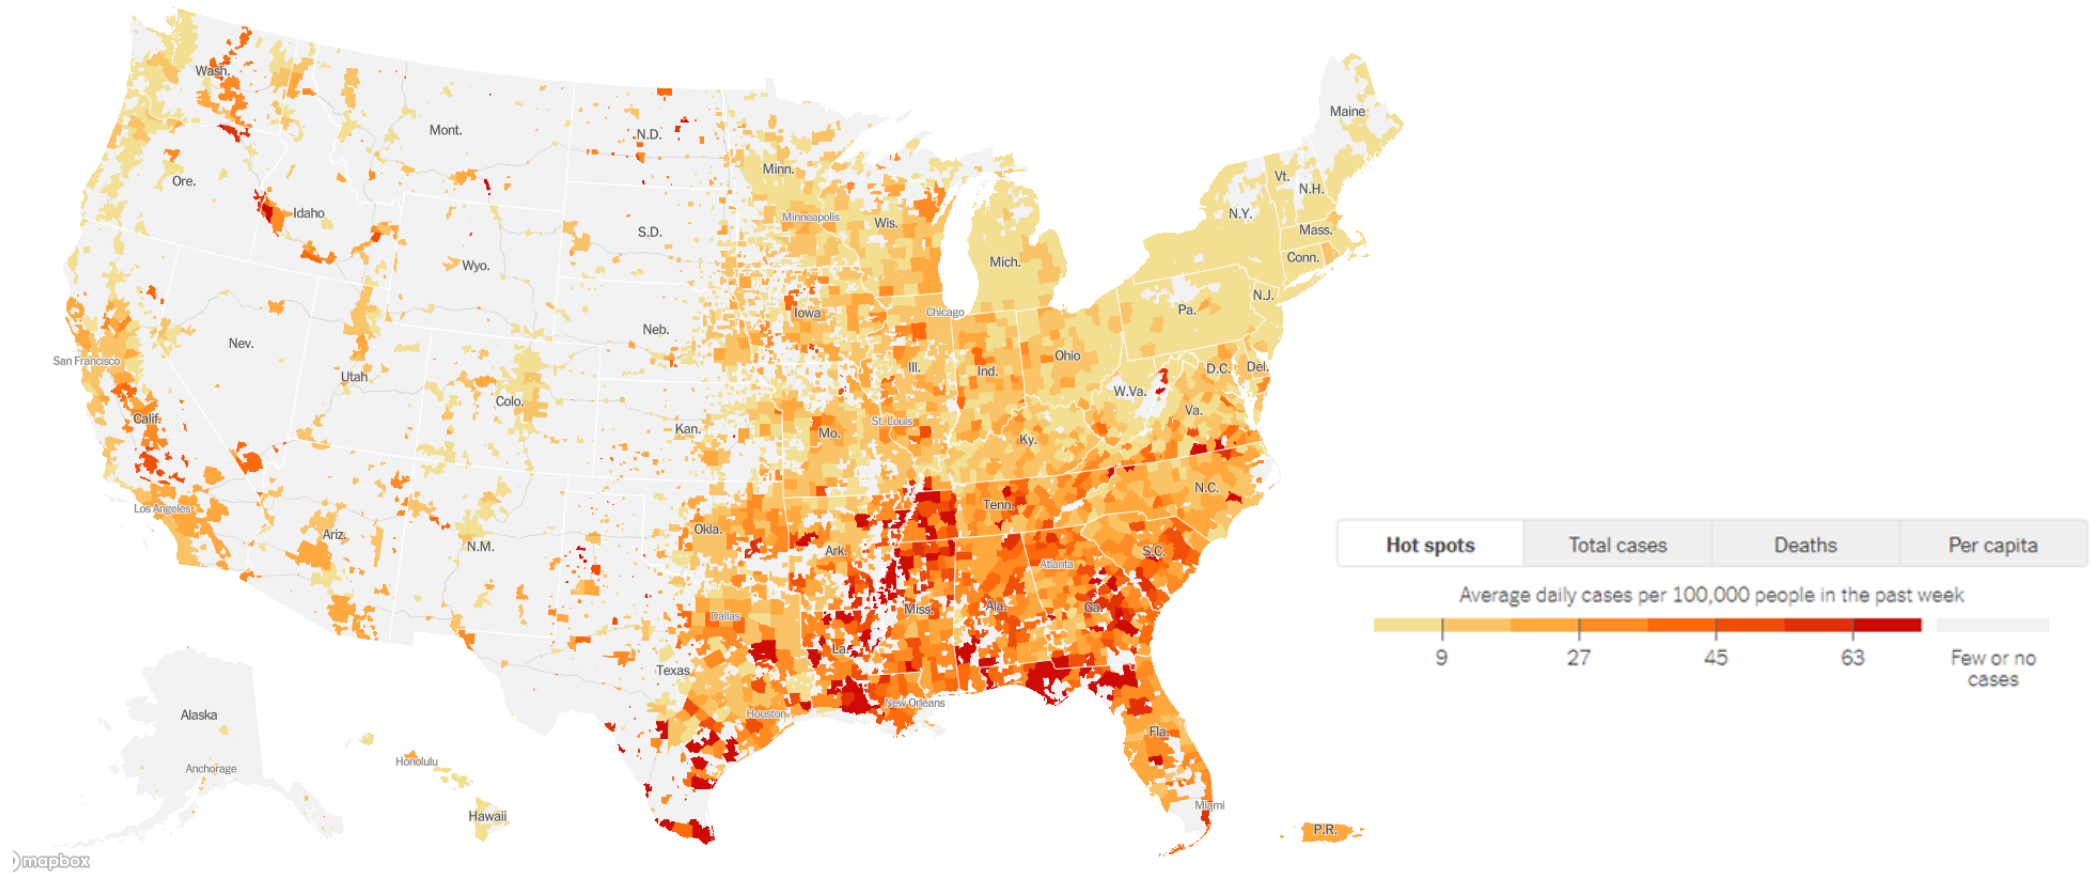 Wash.
Mont.
N.D.
Minn.
Maine
Ore.
Idaho
S.D.
Minneapolis
Wis.
Vt.
N.H.
N.Y.
Mass.
Conn.
Wyo.
Mich.
N.J.
Pa.
Nev.
Neb.
Iowa
Chicago
San Francisco
Utah
Colo.
Ill.
Ind.
Ohio
D.C.
Del.
W.Va.
Va.
Calif.
Kan.
Mo.
St. Louis
Ky.
Los Angeles
Ariz.
N.M.
Okla.
Ark.
Tenn.
N.C.
S.C.
Atlanta
Dallas
Miss.
Ala.
Ga.
La.
Texas
Houston
New Orleans
Fla.
Miami
Alaska
Anchorage
Honolulu
Hawaii
P.R.
Hot spots
Total cases
Deaths
Per capita
Average daily cases per 100,000 people in the past week
9
27
45
63
Few or no
cases
mapbox